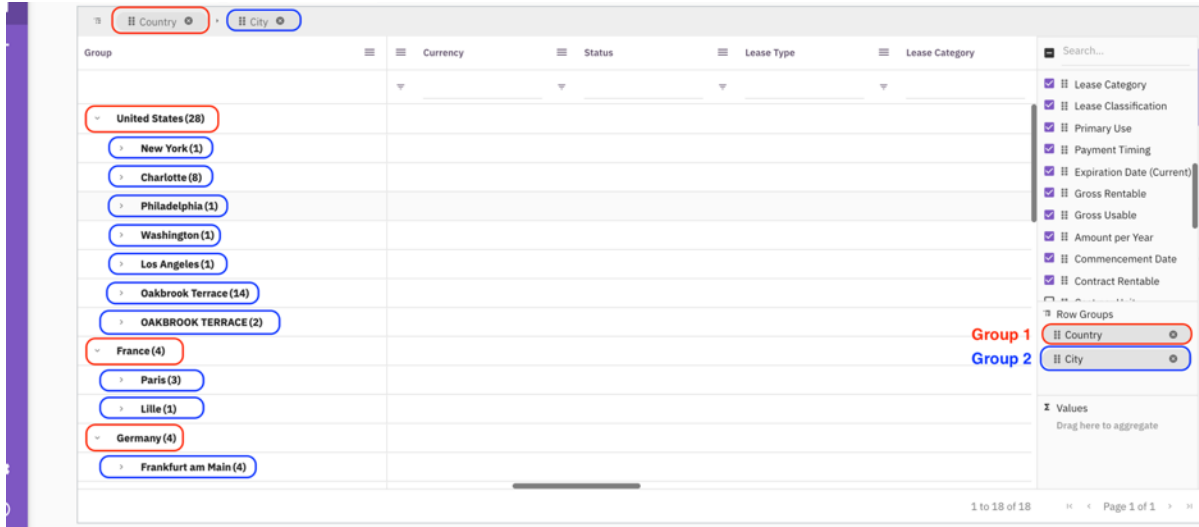 Country City
Group Currency Status Lease Type Lease Category Search...
Lease Category
United States (28) Lease Classification
Primary Use
New York (1) Payment Timing
Charlotte (8) Expiration Date (Current)
Gross Rentable
Philadelphia (1) Gross Usable
Washington (1) Amount per Year
Commencement Date
Los Angeles (1) Contract Rentable
Oakbrook Terrace (14)
Row Groups
OAKBROOK TERRACE (2) Group 1 Country
France (4) Group 2 City
Paris (3)
Lille (1) Values
Drag here to aggregate
Germany (4)
Frankfurt am Main (4)
1 to 18 of 18 Page 1 of 1